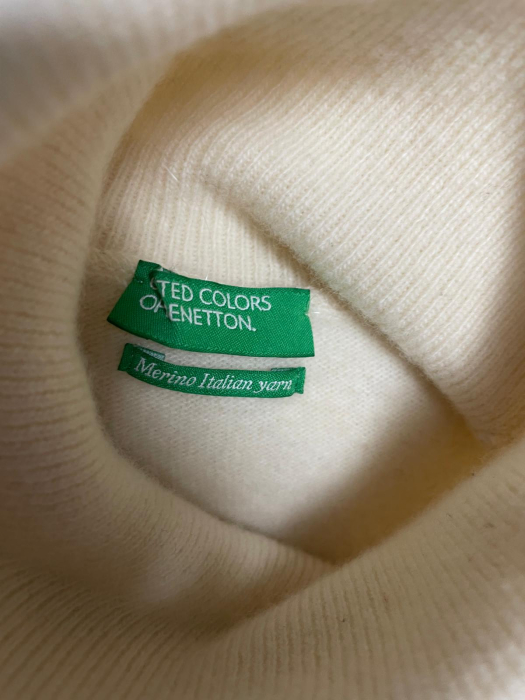 TED COLORS
O ENETTON.
Merino Italian yarn